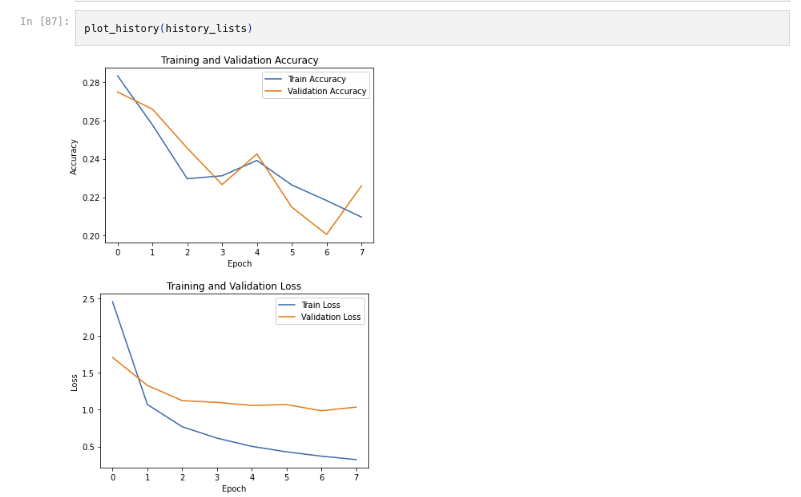 In [87]:
plot_history(history_lists)
Training and Validation Accuracy
Train Accuracy
Validation Accuracy
0.28
0.26
0.24
0.22
0.20
Accuracy
0 1 2 3 4 5 6 7
Epoch
Training and Validation Loss
Train Loss
Validation Loss
2.5
2.0
1.5
1.0
0.5
Loss
0 1 2 3 4 5 6 7
Epoch